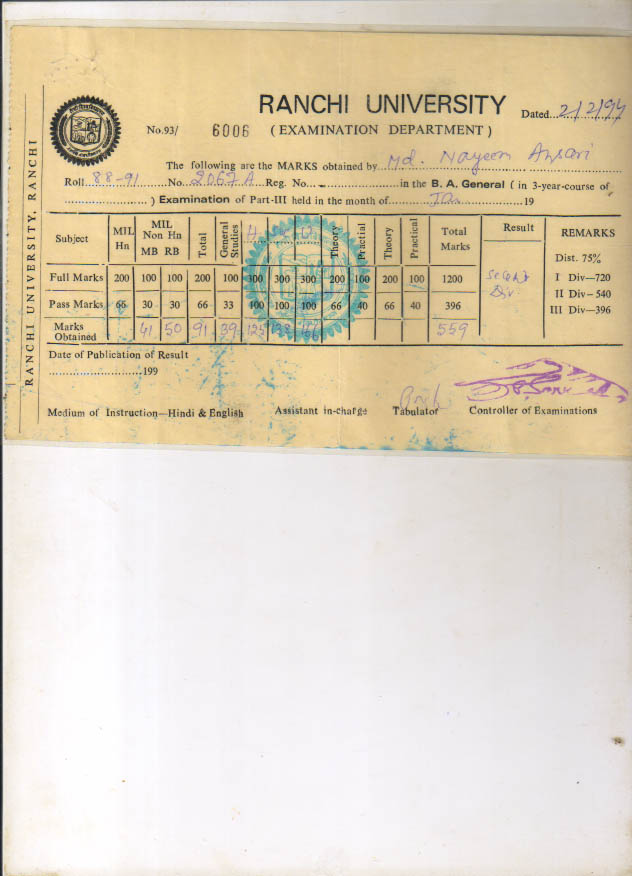 RANCHI UNIVERSITY
Dated 2/2/94
No.93/ 6006 (EXAMINATION DEPARTMENT)
RANCHI UNIVERSITY, RANCHI
The following are the MARKS obtained by Md. Nayeem Ansari
Roll 88-91 No. 2067A Reg. No. in the B. A. General (in 3-year-course of
) Examination of Part-III held in the month of Jan 19
Subject MIL Hn MIL Non Hn MB RB Total General Studies H Theory Practial Theory Practical Total Marks Result REMARKS
Dist. 75%
Full Marks 200 100 100 200 100 300 300 300 200 100 200 100 1200 I Div—720
Div
II Div-540
Pass Marks 66 30 30 66 33 100 100 100 66 40 66 40 396 III Div—396
Marks Obtained 41 50 91 39 125 138 166 559
Date of Publication of Result
199
Medium of Instruction—Hindi & English Assistant in-charge Tabulator Controller of Examinations